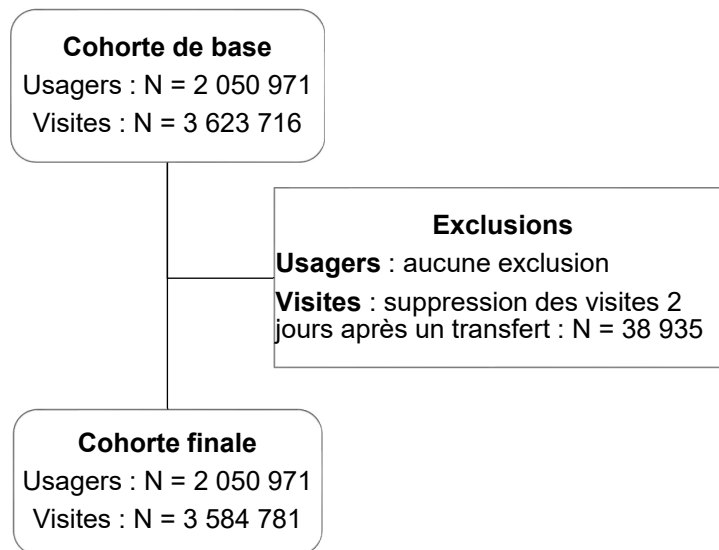 Cohorte de base
Usagers : N = 2 050 971
Visites : N = 3 623 716
Exclusions
Usagers : aucune exclusion
Visites : suppression des visites 2
jours après un transfert : N = 38 935
Cohorte finale
Usagers : N = 2 050 971
Visites : N = 3 584 781